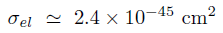 σ_el ≃ 2.4 × 10^−45 cm^2